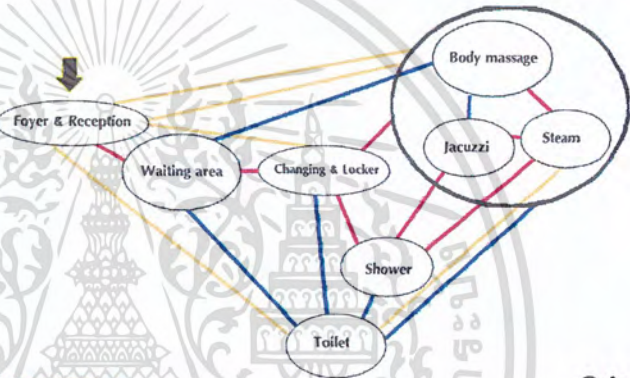 Body massage
Foyer & Reception
Jacuzzi
Steam
Waiting area
Changing & Locker
Shower
Toilet